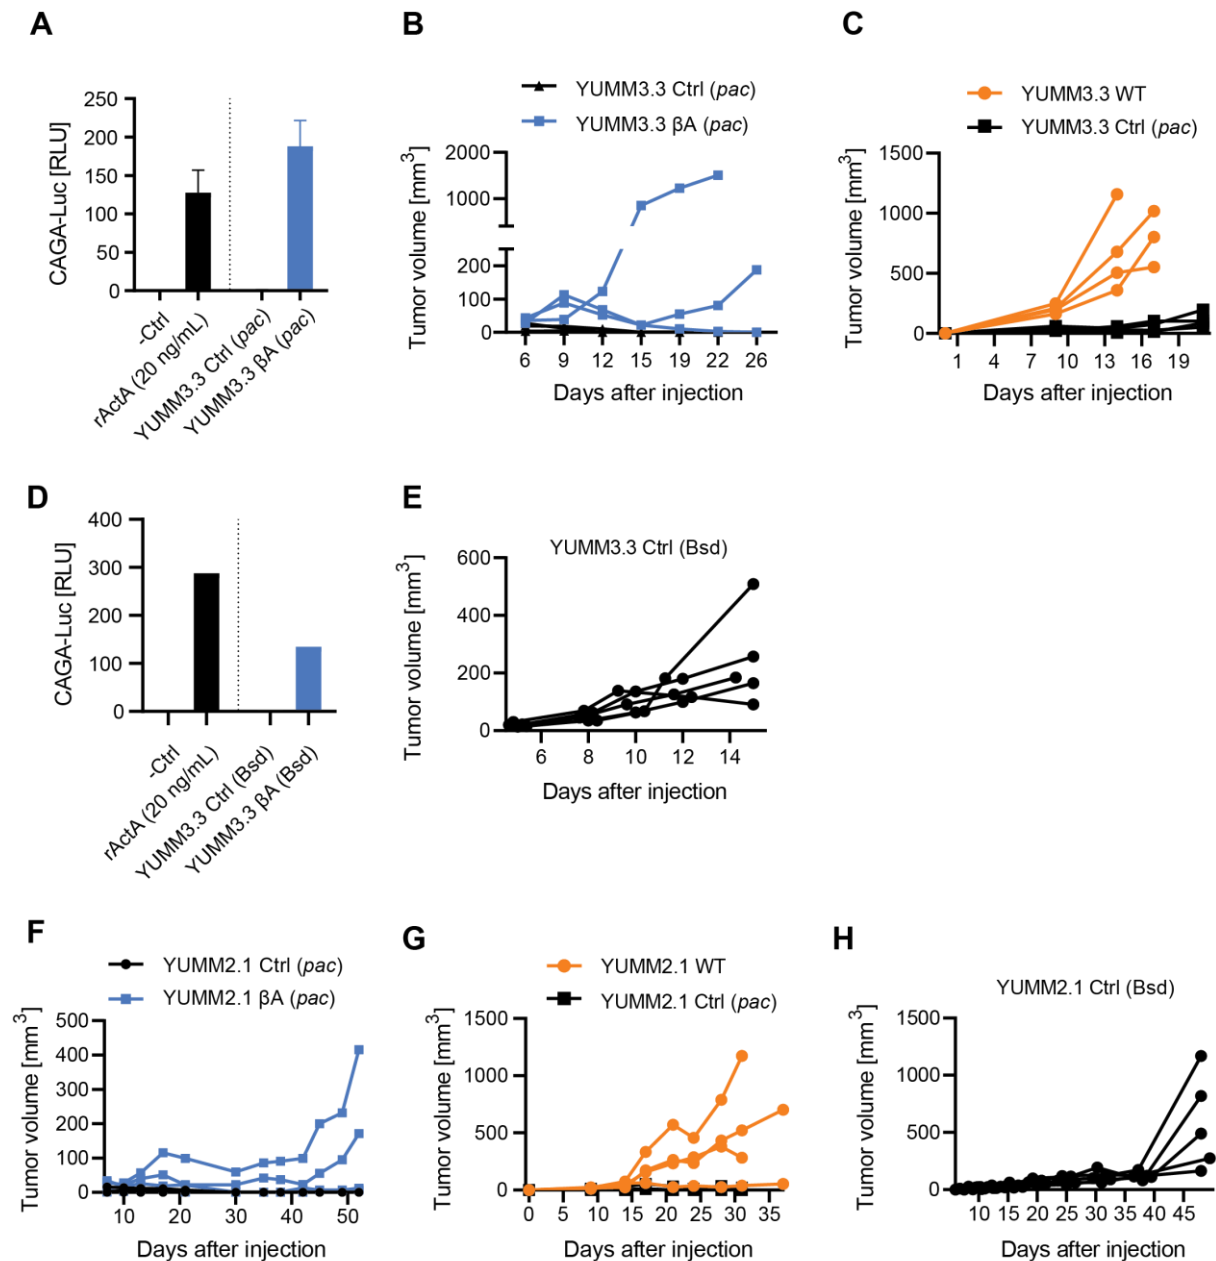 A
CAGA-Luc [RLU]
250
200
150
100
50
0
-Ctrl
rActA (20 ng/mL)
YUMM3.3 Ctrl (pac)
YUMM3.3 βA (pac)
B
YUMM3.3 Ctrl (pac)
YUMM3.3 βA (pac)
Tumor volume [mm³]
2000
1000
200
100
0
6 9 12 15 19 22 26
Days after injection
C
YUMM3.3 WT
YUMM3.3 Ctrl (pac)
Tumor volume [mm³]
1500
1000
500
0
1 4 7 10 14 16 19
Days after injection
D
CAGA-Luc [RLU]
400
300
200
100
0
-Ctrl
rActA (20 ng/mL)
YUMM3.3 Ctrl (Bsd)
YUMM3.3 βA (Bsd)
E
YUMM3.3 Ctrl (Bsd)
Tumor volume [mm³]
600
400
200
0
6 8 10 12 14
Days after injection
F
YUMM2.1 Ctrl (pac)
YUMM2.1 βA (pac)
Tumor volume [mm³]
500
400
300
200
100
0
10 20 30 40 50
Days after injection
G
YUMM2.1 WT
YUMM2.1 Ctrl (pac)
Tumor volume [mm³]
1500
1000
500
0
0 5 10 15 20 25 30 35
Days after injection
H
YUMM2.1 Ctrl (Bsd)
Tumor volume [mm³]
1500
1000
500
0
10 15 20 25 30 35 45
Days after injection